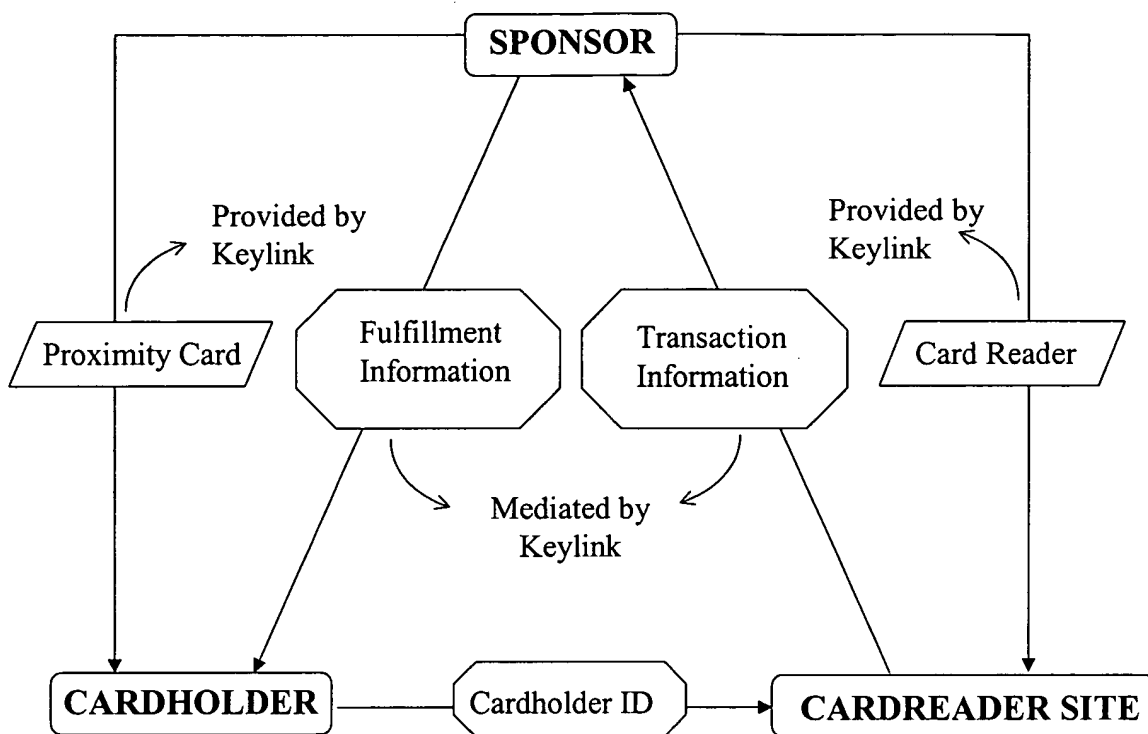 SPONSOR
Provided by
Keylink
Provided by
Keylink
Proximity Card
Fulfillment
Information
Transaction
Information
Card Reader
Mediated by
Keylink
CARDHOLDER
Cardholder ID
CARDREADER SITE